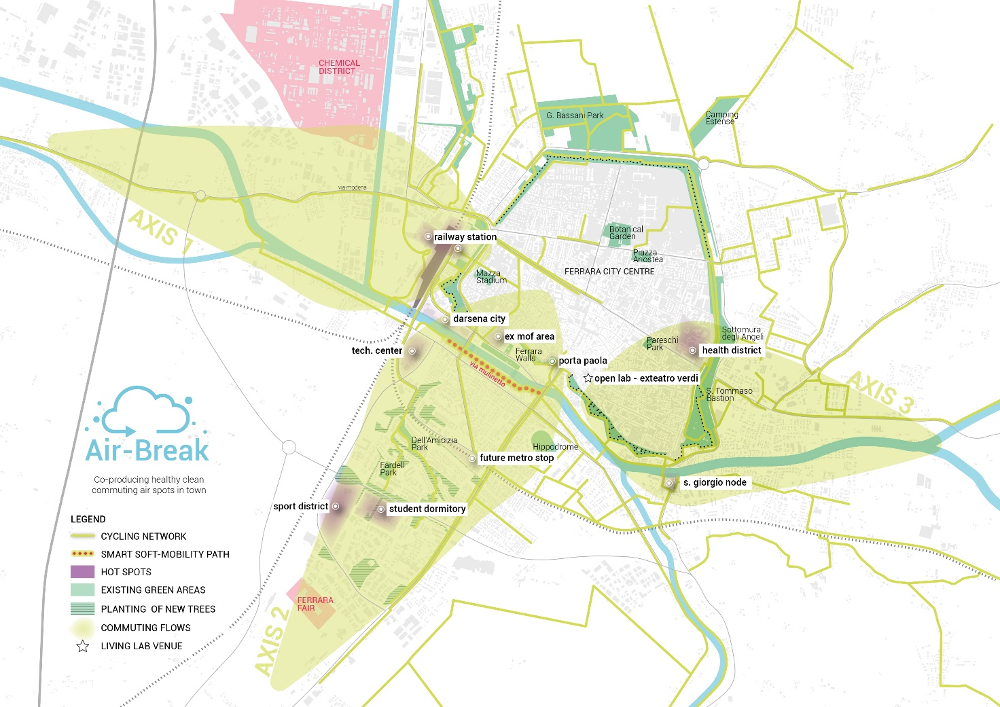 CHEMICAL
DISTRICT
G. Bassani Park
Camping
Estense
via modena
AXIS 1
railway station
Botanical
Garden
Piazza
Ariostea
FERRARA CITY CENTRE
Mazza
Stadium
darsena city
ex mof area
Sottomura
degli Angeli
Pareschi
Park
health district
tech. center
Ferrara
Walls
porta paola
via mulinetto
open lab - exteatro verdi
AXIS 3
S. Tommaso
Bastion
Air-Break
Co-producing healthy clean
commuting air spots in town
Dell'Amioizia
Park
Hippodrome
future metro stop
Fardell
Park
s. giorgio node
sport district
student dormitory
FERRARA
FAIR
AXIS 2
LEGEND
CYCLING NETWORK
SMART SOFT-MOBILITY PATH
HOT SPOTS
EXISTING GREEN AREAS
PLANTING OF NEW TREES
COMMUTING FLOWS
LIVING LAB VENUE